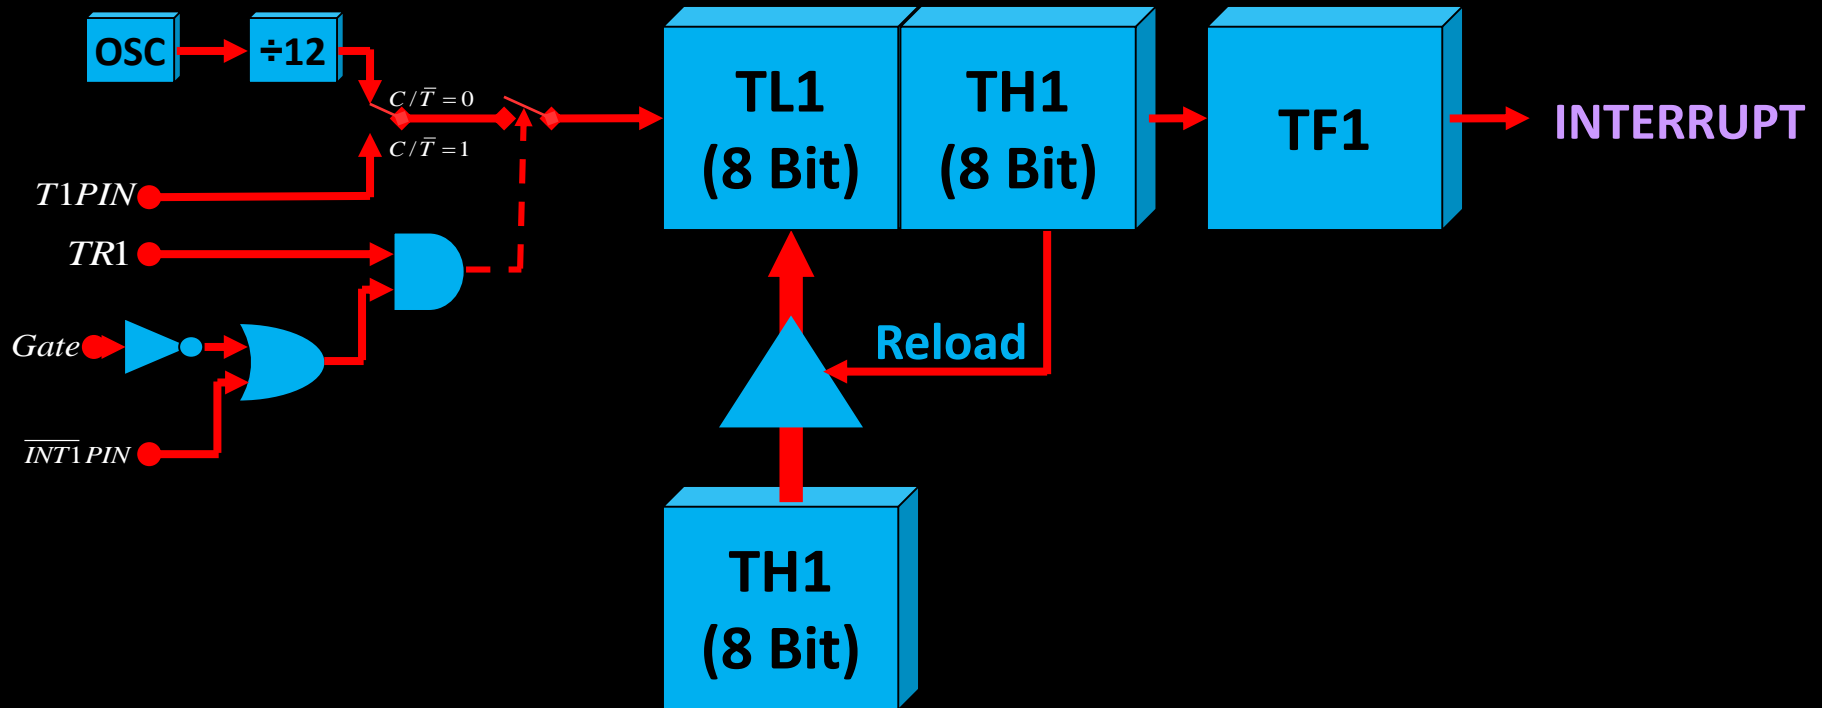 OSC
÷12
C/T̅=0
C/T̅=1
T1PIN
TR1
Gate
I̅N̅T̅1̅PIN
TL1
(8 Bit)
TH1
(8 Bit)
TF1
INTERRUPT
Reload
TH1
(8 Bit)